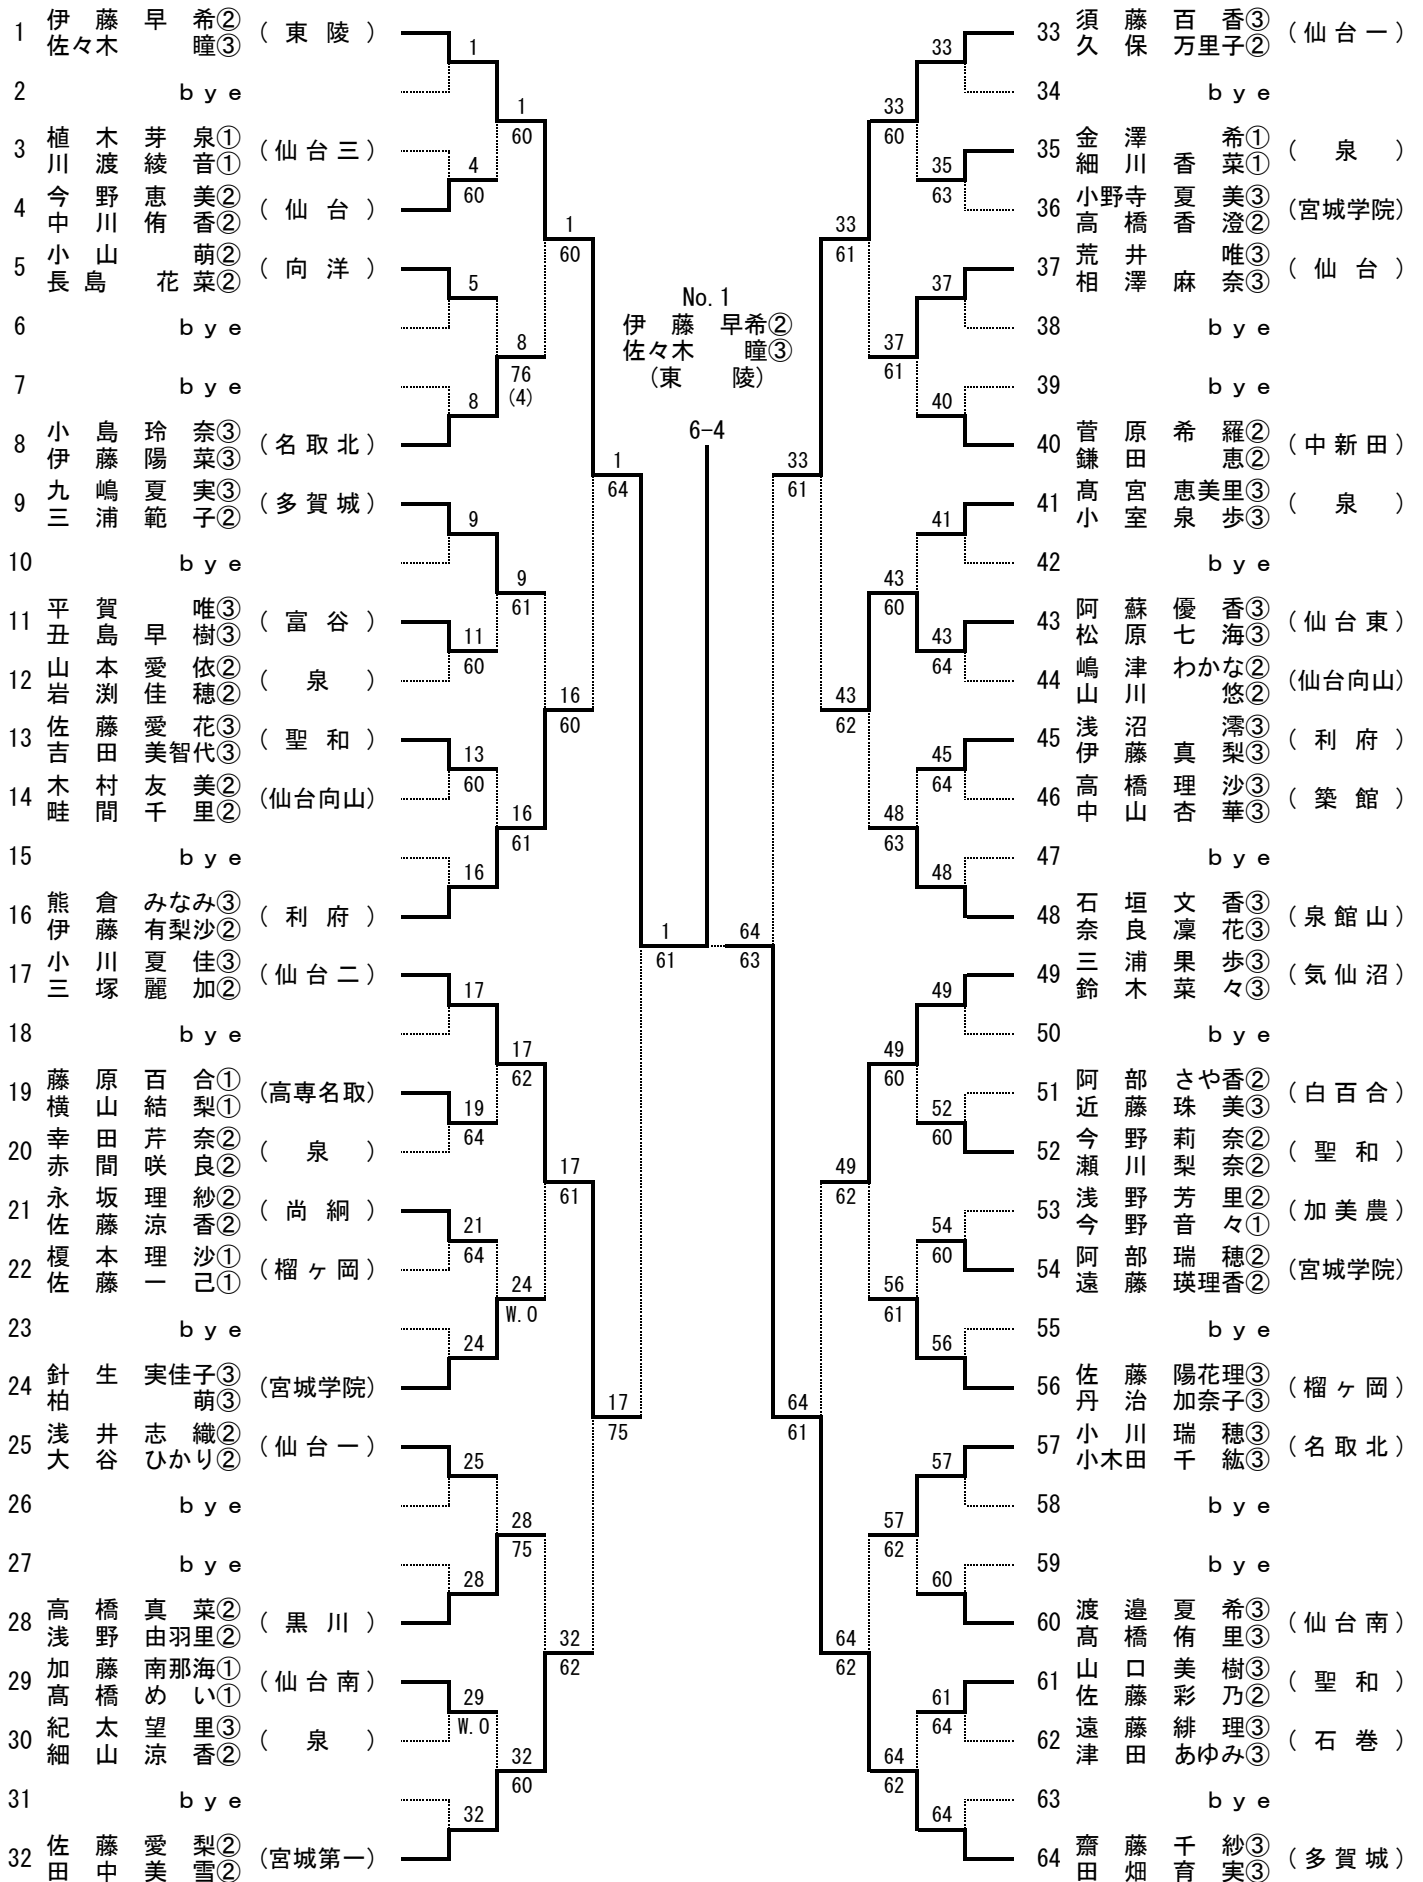 1 伊藤早希② 佐々木瞳③ (東陵)
2 bye
3 植木芽泉① 川渡綾音① (仙台三)
4 今野恵美② 中川侑香② (仙台)
5 小山萌② 長島花菜② (向洋)
6 bye
7 bye
8 小島玲奈③ 伊藤陽菜③ (名取北)
9 九嶋夏実③ 三浦範子② (多賀城)
10 bye
11 平賀唯③ 丑島早樹③ (富谷)
12 山本愛依② 岩渕佳穂② (泉)
13 佐藤愛花③ 吉田美智代③ (聖和)
14 木村友美② 畦間千里② (仙台向山)
15 bye
16 熊倉みなみ③ 伊藤有梨沙② (利府)
17 小川夏佳③ 三塚麗加② (仙台二)
18 bye
19 藤原百合① 横山結梨① (高専名取)
20 幸田芹奈② 赤間咲良② (泉)
21 永坂理紗② 佐藤涼香② (尚絅)
22 榎本理沙① 佐藤一己① (榴ヶ岡)
23 bye
24 針生実佳子③ 柏萌③ (宮城学院)
25 浅井志織② 大谷ひかり② (仙台一)
26 bye
27 bye
28 高橋真菜② 浅野由羽里② (黒川)
29 加藤南那海① 髙橋めい① (仙台南)
30 紀太望里③ 細山涼香② (泉)
31 bye
32 佐藤愛梨② 田中美雪② (宮城第一)
1
4
60
5
8
9
11
60
13
60
16
17
19
64
21
64
24
25
28
29
W.O
32
1
60
8
76
(4)
9
61
16
61
17
62
24
W.O
28
75
32
60
1
60
16
60
17
61
32
62
1
64
17
75
1
61
No.1
伊藤 早希②
佐々木 瞳③
(東 陵)
6-4
64
63
33
61
64
61
33
61
43
62
49
62
64
62
33
60
37
61
43
60
48
63
49
60
56
61
57
62
64
62
33
35
63
37
40
41
43
64
45
64
48
49
52
60
54
60
56
57
60
61
64
64
33 須藤百香③ 久保万里子② (仙台一)
34 bye
35 金澤希① 細川香菜① (泉)
36 小野寺夏美③ 高橋香澄② (宮城学院)
37 荒井唯③ 相澤麻奈③ (仙台)
38 bye
39 bye
40 菅原希羅② 鎌田恵② (中新田)
41 髙宮恵美里③ 小室泉歩③ (泉)
42 bye
43 阿蘇優香③ 松原七海③ (仙台東)
44 嶋津わかな② 山川悠② (仙台向山)
45 浅沼澪③ 伊藤真梨③ (利府)
46 高橋理沙③ 中山杏華③ (築館)
47 bye
48 石垣文香③ 奈良凜花③ (泉館山)
49 三浦果歩③ 鈴木菜々③ (気仙沼)
50 bye
51 阿部さや香② 近藤珠美③ (白百合)
52 今野莉奈② 瀬川梨奈② (聖和)
53 浅野芳里② 今野音々① (加美農)
54 阿部瑞穂② 遠藤瑛理香② (宮城学院)
55 bye
56 佐藤陽花理③ 丹治加奈子③ (榴ヶ岡)
57 小川瑞穂③ 小木田千紘③ (名取北)
58 bye
59 bye
60 渡邉夏希③ 髙橋侑里③ (仙台南)
61 山口美樹③ 佐藤彩乃② (聖和)
62 遠藤緋理③ 津田あゆみ③ (石巻)
63 bye
64 齋藤千紗③ 田畑育実③ (多賀城)